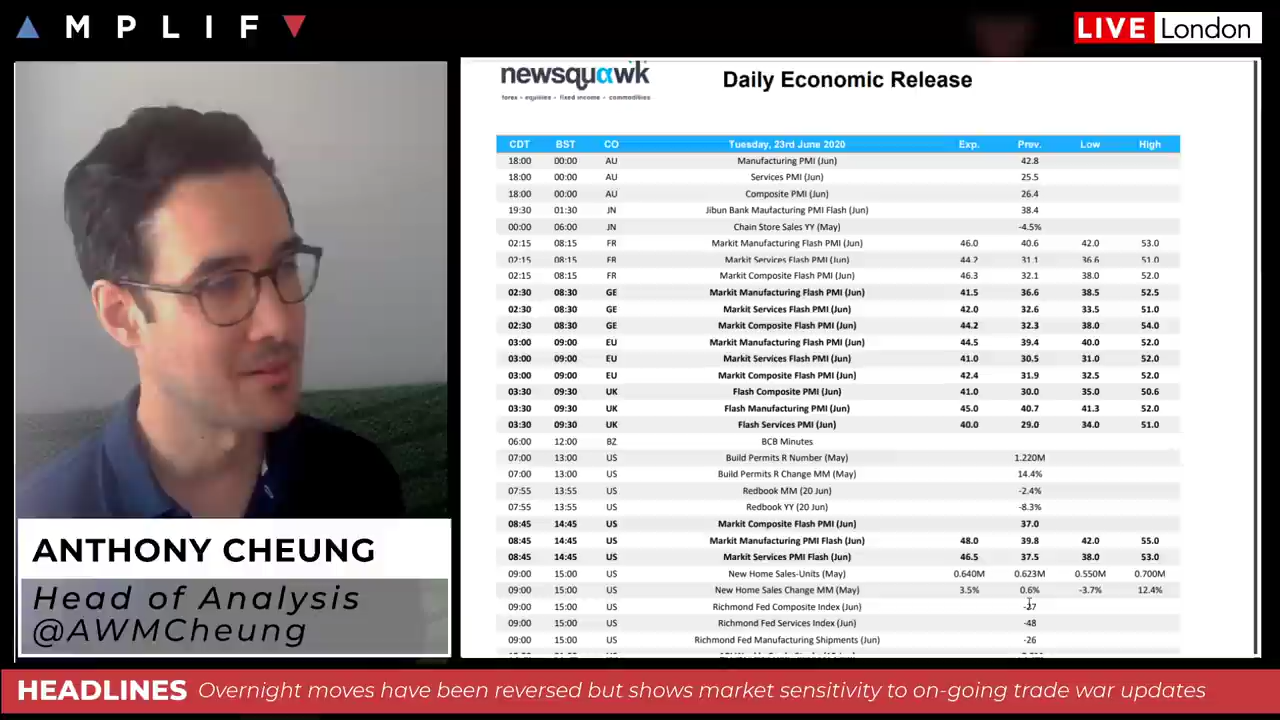 AMPLIFY
LIVE London
newsquawk
forex - equities - fixed income - commodities
Daily Economic Release
CDT BST CO Tuesday, 23rd June 2020 Exp. Prev. Low High
18:00 00:00 AU Manufacturing PMI (Jun) 42.8
18:00 00:00 AU Services PMI (Jun) 25.5
18:00 00:00 AU Composite PMI (Jun) 26.4
19:30 01:30 JN Jibun Bank Maufacturing PMI Flash (Jun) 38.4
00:00 06:00 JN Chain Store Sales YY (May) -4.5%
02:15 08:15 FR Markit Manufacturing Flash PMI (Jun) 46.0 40.6 42.0 53.0
02:15 08:15 FR Markit Services Flash PMI (Jun) 44.2 31.1 36.6 51.0
02:15 08:15 FR Markit Composite Flash PMI (Jun) 46.3 32.1 38.0 52.0
02:30 08:30 GE Markit Manufacturing Flash PMI (Jun) 41.5 36.6 38.5 52.5
02:30 08:30 GE Markit Services Flash PMI (Jun) 42.0 32.6 33.5 51.0
02:30 08:30 GE Markit Composite Flash PMI (Jun) 44.2 32.3 38.0 54.0
03:00 09:00 EU Markit Manufacturing Flash PMI (Jun) 44.5 39.4 40.0 52.0
03:00 09:00 EU Markit Services Flash PMI (Jun) 41.0 30.5 31.0 52.0
03:00 09:00 EU Markit Composite Flash PMI (Jun) 42.4 31.9 32.5 52.0
03:30 09:30 UK Flash Composite PMI (Jun) 41.0 30.0 35.0 50.6
03:30 09:30 UK Flash Manufacturing PMI (Jun) 45.0 40.7 41.3 52.0
03:30 09:30 UK Flash Services PMI (Jun) 40.0 29.0 34.0 51.0
06:00 12:00 BZ BCB Minutes
07:00 13:00 US Build Permits R Number (May) 1.220M
07:00 13:00 US Build Permits R Change MM (May) 14.4%
07:55 13:55 US Redbook MM (20 Jun) -2.4%
07:55 13:55 US Redbook YY (20 Jun) -8.3%
08:45 14:45 US Markit Composite Flash PMI (Jun) 37.0
08:45 14:45 US Markit Manufacturing PMI Flash (Jun) 48.0 39.8 42.0 55.0
08:45 14:45 US Markit Services PMI Flash (Jun) 46.5 37.5 38.0 53.0
09:00 15:00 US New Home Sales-Units (May) 0.640M 0.623M 0.550M 0.700M
09:00 15:00 US New Home Sales Change MM (May) 3.5% 0.6% -3.7% 12.4%
09:00 15:00 US Richmond Fed Composite Index (Jun) -27
09:00 15:00 US Richmond Fed Services Index (Jun) -48
09:00 15:00 US Richmond Fed Manufacturing Shipments (Jun) -26
ANTHONY CHEUNG
Head of Analysis
@AWMCheung
HEADLINES Overnight moves have been reversed but shows market sensitivity to on-going trade war updates